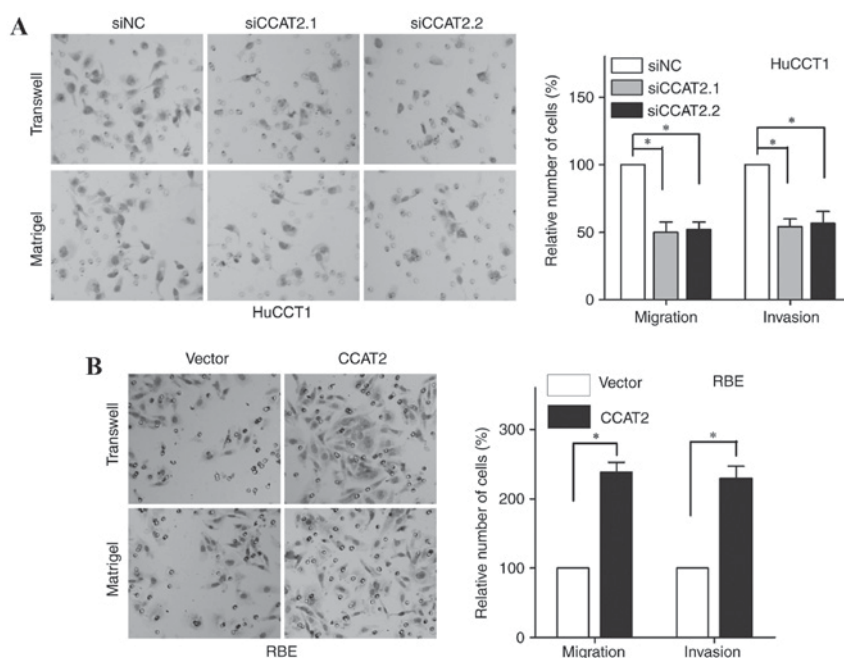 A
siNC
siCCAT2.1
siCCAT2.2
Transwell
Matrigel
HuCCT1
Relative number of cells (%)
150
100
50
0
siNC
siCCAT2.1
siCCAT2.2
HuCCT1
*
*
*
*
Migration
Invasion
B
Vector
CCAT2
Transwell
Matrigel
RBE
Relative number of cells (%)
300
200
100
0
Vector
CCAT2
RBE
*
*
Migration
Invasion